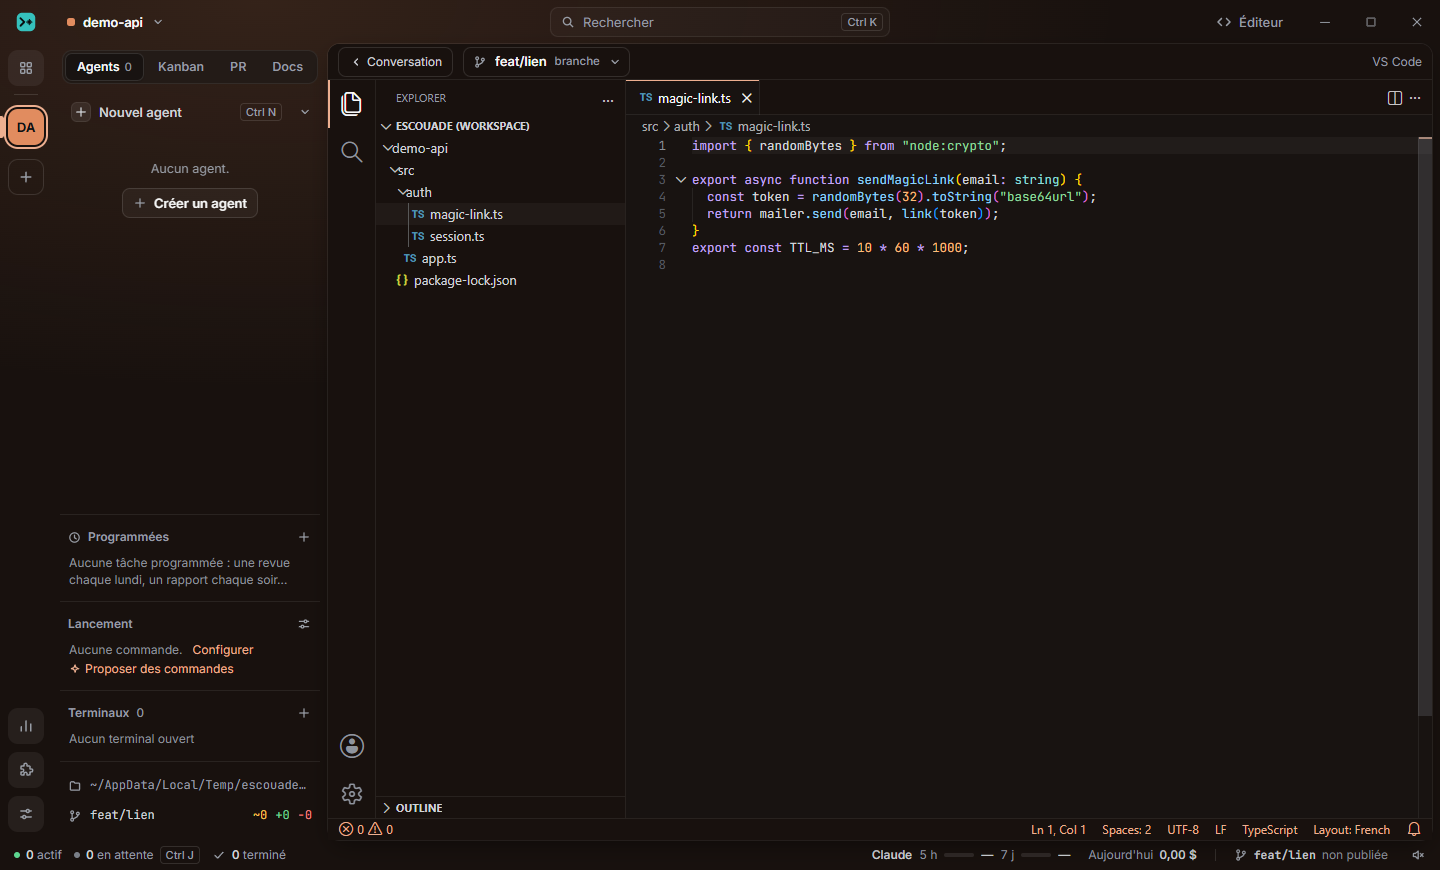 demo-api
Rechercher
Ctrl K
Éditeur
Agents 0
Kanban
PR
Docs
Nouvel agent
Ctrl N
Aucun agent.
Créer un agent
Programmées
Aucune tâche programmée : une revue
chaque lundi, un rapport chaque soir...
Lancement
Aucune commande. Configurer
Proposer des commandes
Terminaux 0
Aucun terminal ouvert
~/AppData/Local/Temp/escouade…
feat/lien ~0 +0 -0
DA
Conversation
feat/lien branche
VS Code
EXPLORER
ESCOUADE (WORKSPACE)
demo-api
src
auth
TS magic-link.ts
TS session.ts
TS app.ts
{} package-lock.json
OUTLINE
TS magic-link.ts
src > auth > TS magic-link.ts
1 import { randomBytes } from "node:crypto";
2
3 export async function sendMagicLink(email: string) {
4 const token = randomBytes(32).toString("base64url");
5 return mailer.send(email, link(token));
6 }
7 export const TTL_MS = 10 * 60 * 1000;
8
0 0
Ln 1, Col 1
Spaces: 2
UTF-8
LF
TypeScript
Layout: French
0 actif
0 en attente
Ctrl J
0 terminé
Claude 5 h — 7 j —
Aujourd'hui 0,00 $
feat/lien non publiée